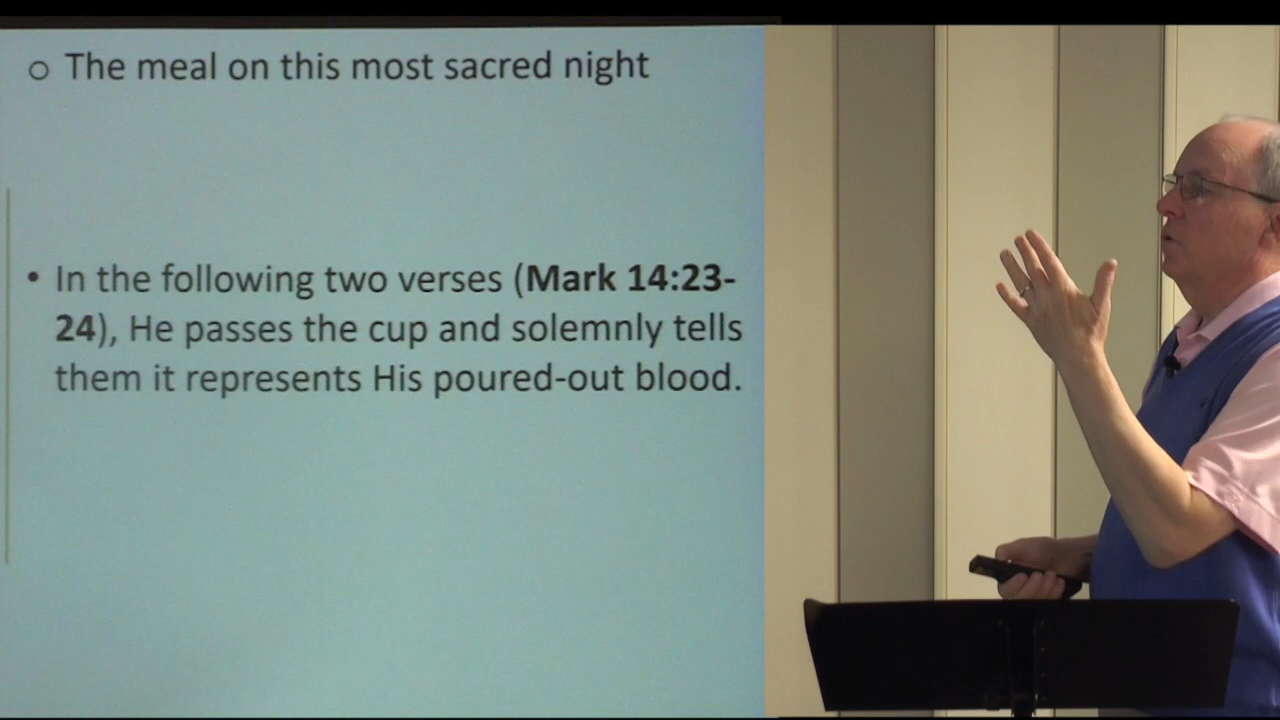 o The meal on this most sacred night
• In the following two verses (Mark 14:23-
24), He passes the cup and solemnly tells
them it represents His poured-out blood.